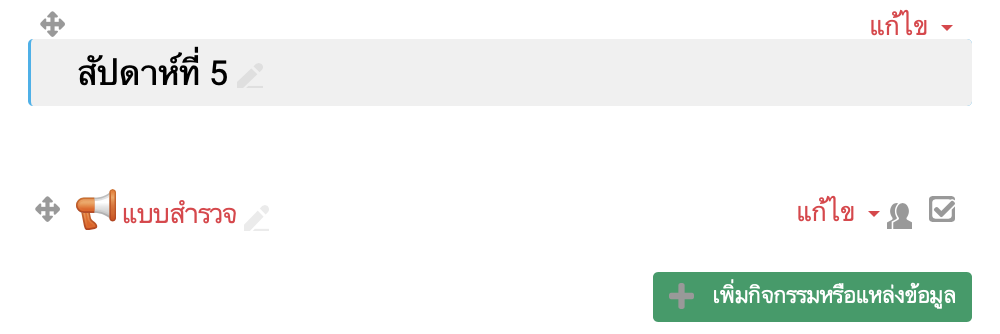 แก้ไข
สัปดาห์ที่ 5
แบบสำรวจ
แก้ไข
เพิ่มกิจกรรมหรือแหล่งข้อมูล